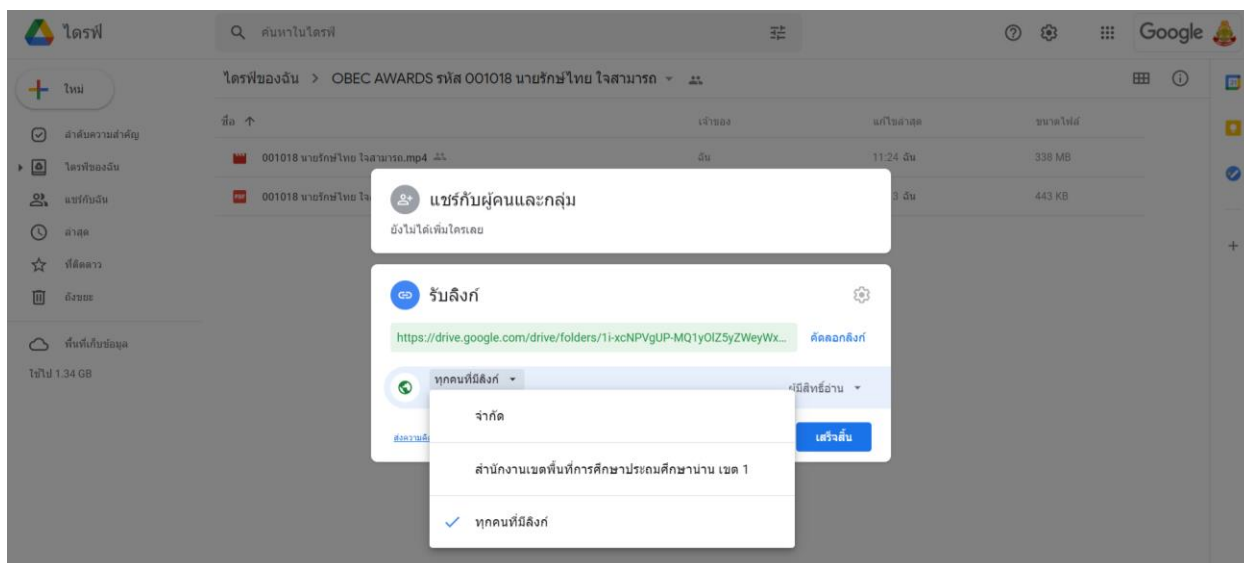 ไดรฟ์
ค้นหาในไดรฟ์
Google
ไดรฟ์ของฉัน > OBEC AWARDS รหัส 001018 นายรักษ์ไทย ใจสามารถ
ใหม่
ชื่อ
เจ้าของ
แก้ไขล่าสุด
ขนาดไฟล์
ลำดับความสำคัญ
001018 นายรักษ์ไทย ใจสามารถ.mp4
ฉัน
11:24 ฉัน
338 MB
ไดรฟ์ของฉัน
PDF
001018 นายรักษ์ไทย
3 ฉัน
443 KB
แชร์กับฉัน
ล่าสุด
ที่ติดดาว
ถังขยะ
พื้นที่เก็บข้อมูล
ใช้ไป 1.34 GB
แชร์กับผู้คนและกลุ่ม
ยังไม่ได้เพิ่มใครเลย
รับลิงก์
https://drive.google.com/drive/folders/1i-xcNPVgUP-MQ1yOlZ5yZWeyWx...
คัดลอกลิงก์
ทุกคนที่มีลิงก์
ผู้มีสิทธิ์อ่าน
จำกัด
เสร็จสิ้น
สำนักงานเขตพื้นที่การศึกษาประถมศึกษาน่าน เขต 1
ทุกคนที่มีลิงก์